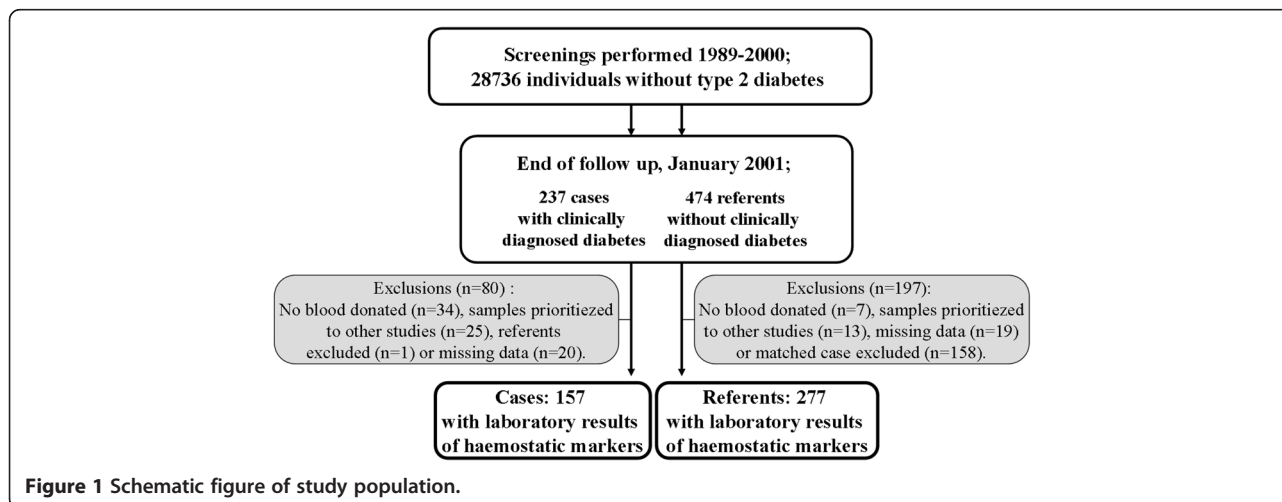 Screenings performed 1989-2000;
28736 individuals without type 2 diabetes
End of follow up, January 2001;
237 cases
with clinically
diagnosed diabetes
474 referents
without clinically
diagnosed diabetes
Exclusions (n=80) :
No blood donated (n=34), samples prioritiezed
to other studies (n=25), referents
excluded (n=1) or missing data (n=20).
Exclusions (n=197):
No blood donated (n=7), samples prioritiezed
to other studies (n=13), missing data (n=19)
or matched case excluded (n=158).
Cases: 157
with laboratory results
of haemostatic markers
Referents: 277
with laboratory results
of haemostatic markers
Figure 1 Schematic figure of study population.